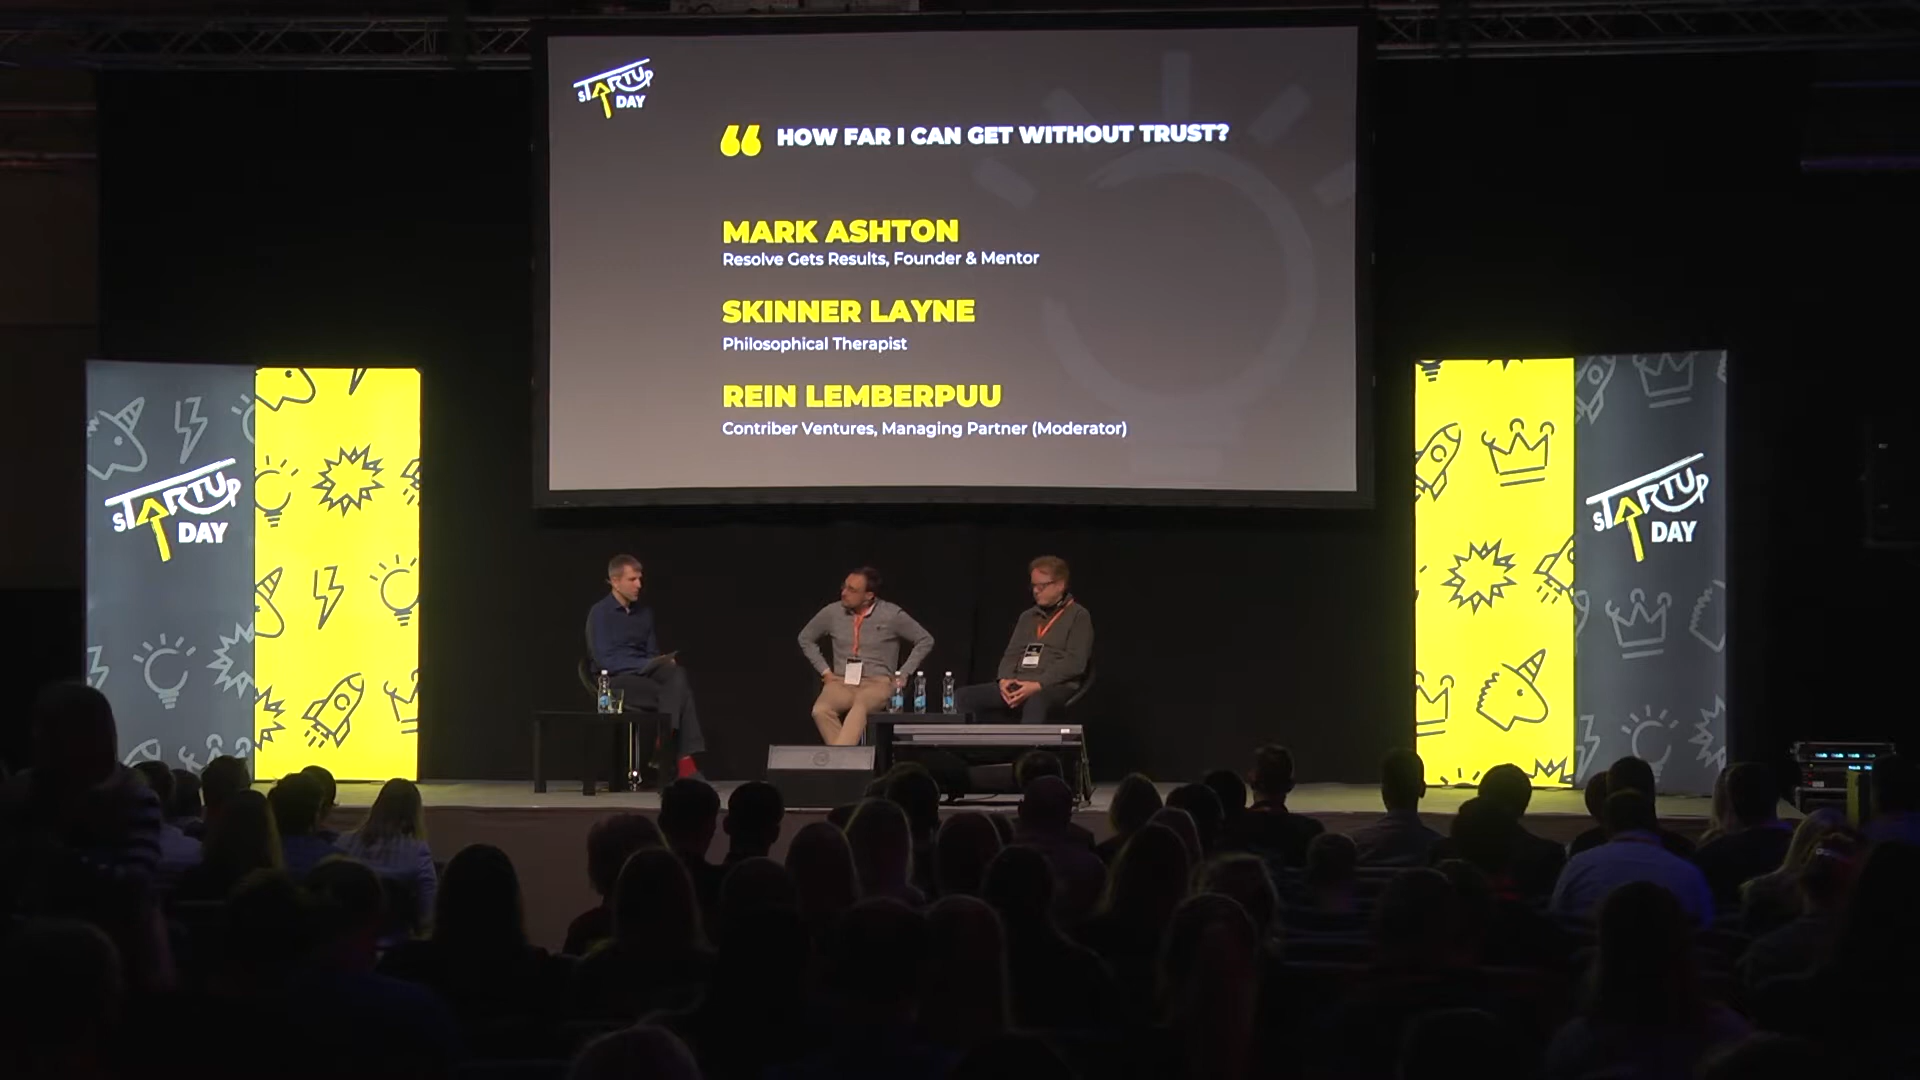 STARTUP
DAY
HOW FAR I CAN GET WITHOUT TRUST?
MARK ASHTON
Resolve Gets Results, Founder & Mentor
SKINNER LAYNE
Philosophical Therapist
REIN LEMBERPUU
Contriber Ventures, Managing Partner (Moderator)
STARTUP
DAY
STARTUP
DAY